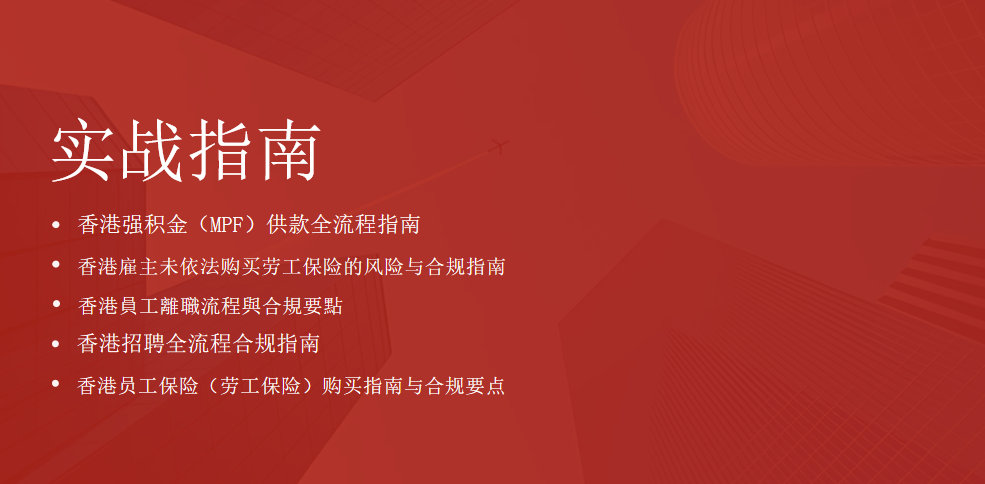 实战指南
香港强积金（MPF）供款全流程指南
香港雇主未依法购买劳工保险的风险与合规指南
香港員工離職流程與合規要點
香港招聘全流程合规指南
香港员工保险（劳工保险）购买指南与合规要点